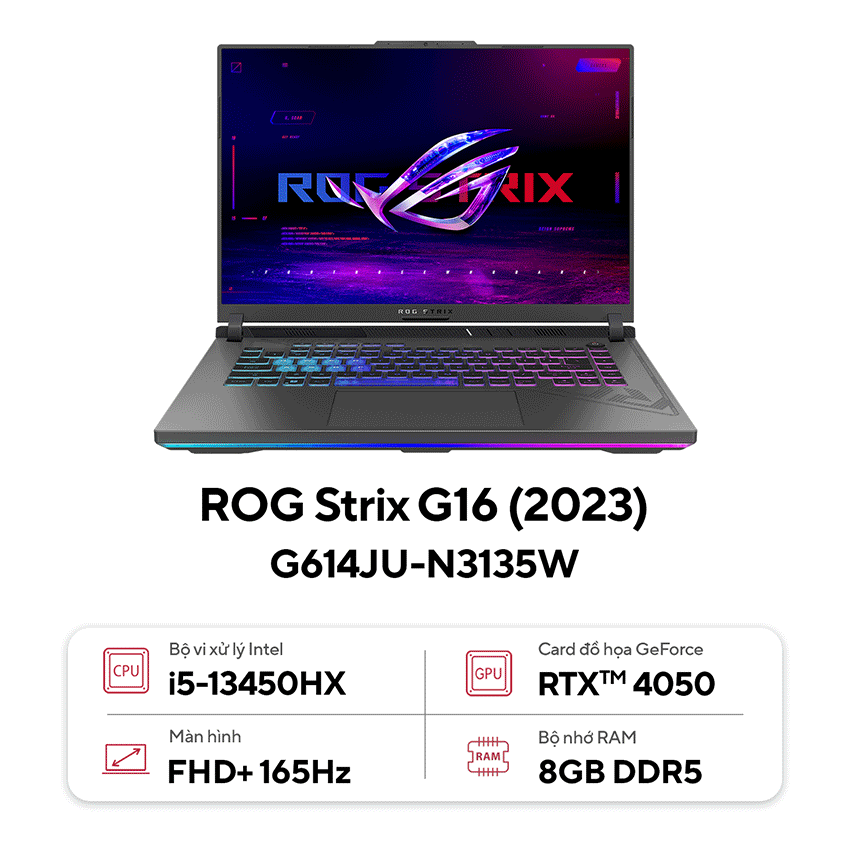 ROG STRIX
ROG STRIX
ROG Strix G16 (2023)
G614JU-N3135W
CPU
Bộ vi xử lý Intel
i5-13450HX
GPU
Card đồ họa GeForce
RTX™ 4050
Màn hình
FHD+ 165Hz
RAM
Bộ nhớ RAM
8GB DDR5